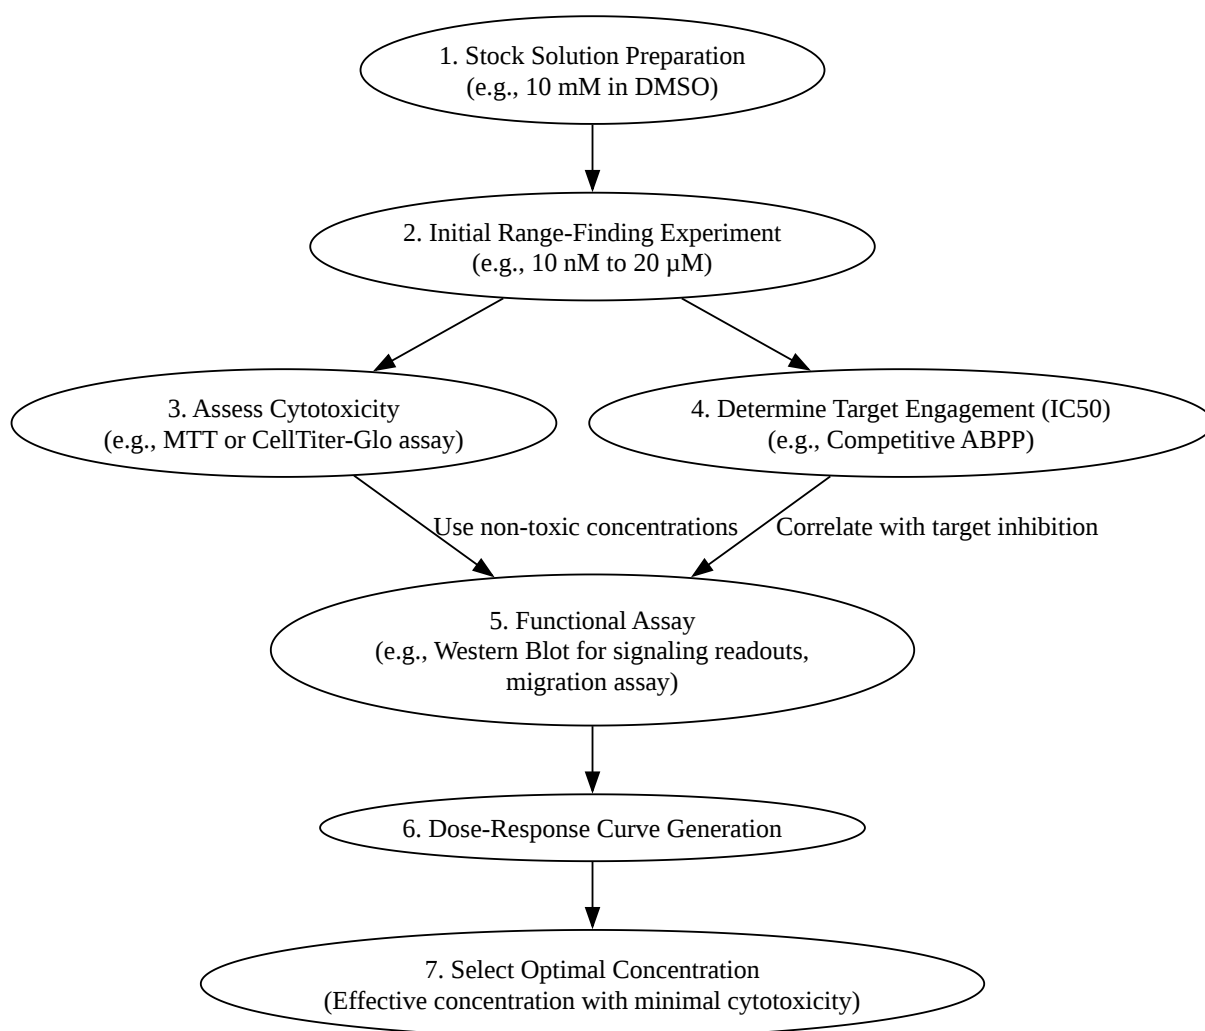 1. Stock Solution Preparation
(e.g., 10 mM in DMSO)
2. Initial Range-Finding Experiment
(e.g., 10 nM to 20 µM)
3. Assess Cytotoxicity
(e.g., MTT or CellTiter-Glo assay)
4. Determine Target Engagement (IC50)
(e.g., Competitive ABPP)
Use non-toxic concentrations
Correlate with target inhibition
5. Functional Assay
(e.g., Western Blot for signaling readouts,
migration assay)
6. Dose-Response Curve Generation
7. Select Optimal Concentration
(Effective concentration with minimal cytotoxicity)